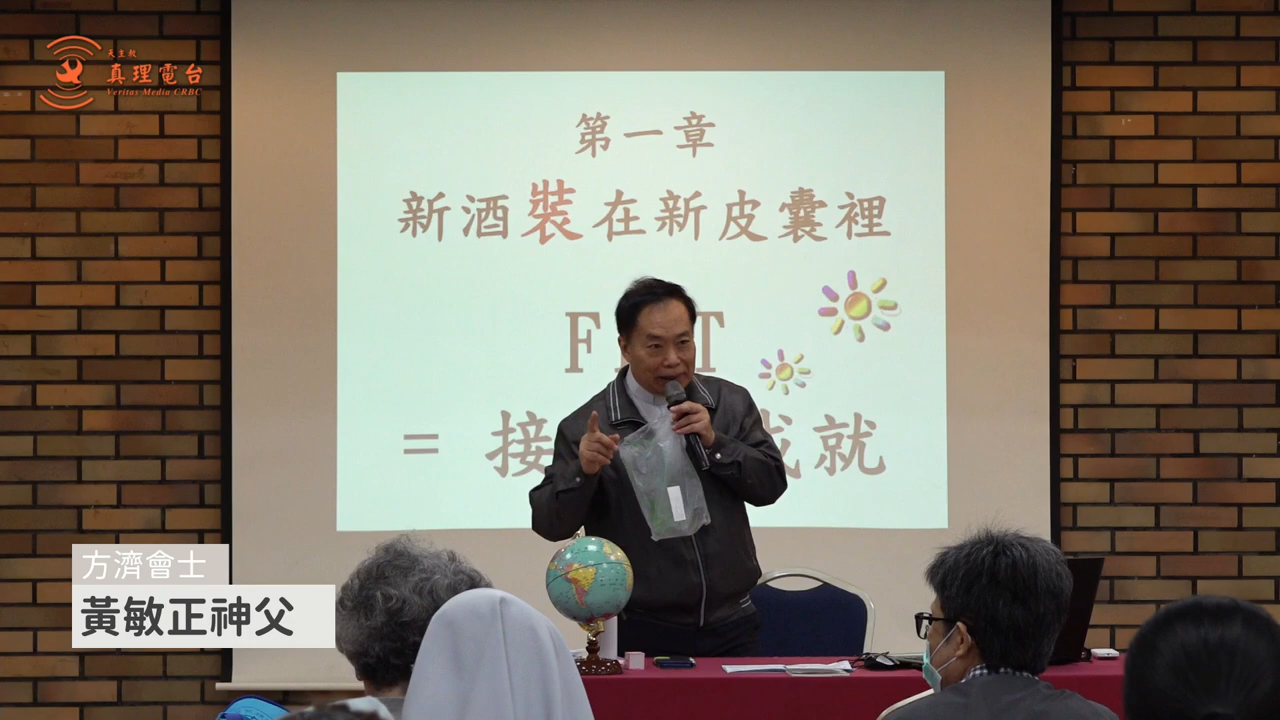 天主教
真理電台
Veritas Media CRBC
第一章
新酒裝在新皮囊裡
F T
= 接 成就
方濟會士
黃敏正神父